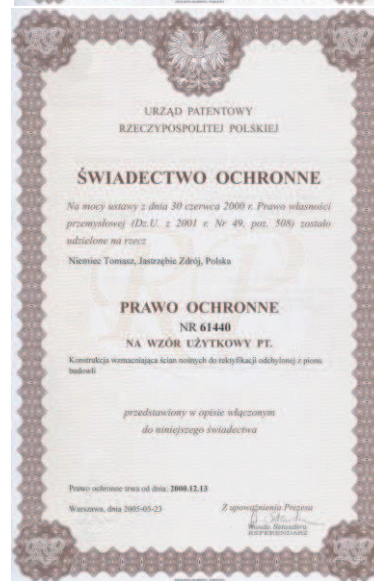 URZĄD PATENTOWY
RZECZYPOSPOLITEJ POLSKIEJ
ŚWIADECTWO OCHRONNE
Na mocy ustawy z dnia 30 czerwca 2000 r. Prawo własności
przemysłowej (Dz.U. z 2001 r. Nr 49, poz. 508) zostało
udzielone na rzecz
Niemiec Tomasz, Jastrzębie Zdrój, Polska
PRAWO OCHRONNE
NR 61440
NA WZÓR UŻYTKOWY PT.
Konstrukcja wzmacniająca ścian nośnych do rektyfikacji odchylonej z pionu
budowli
przedstawiony w opisie włączonym
do niniejszego świadectwa
Prawo ochronne trwa od dnia: 2000.12.13
Warszawa, dnia 2005-05-23
Z upoważnienia Prezesa
REFERENDARZ